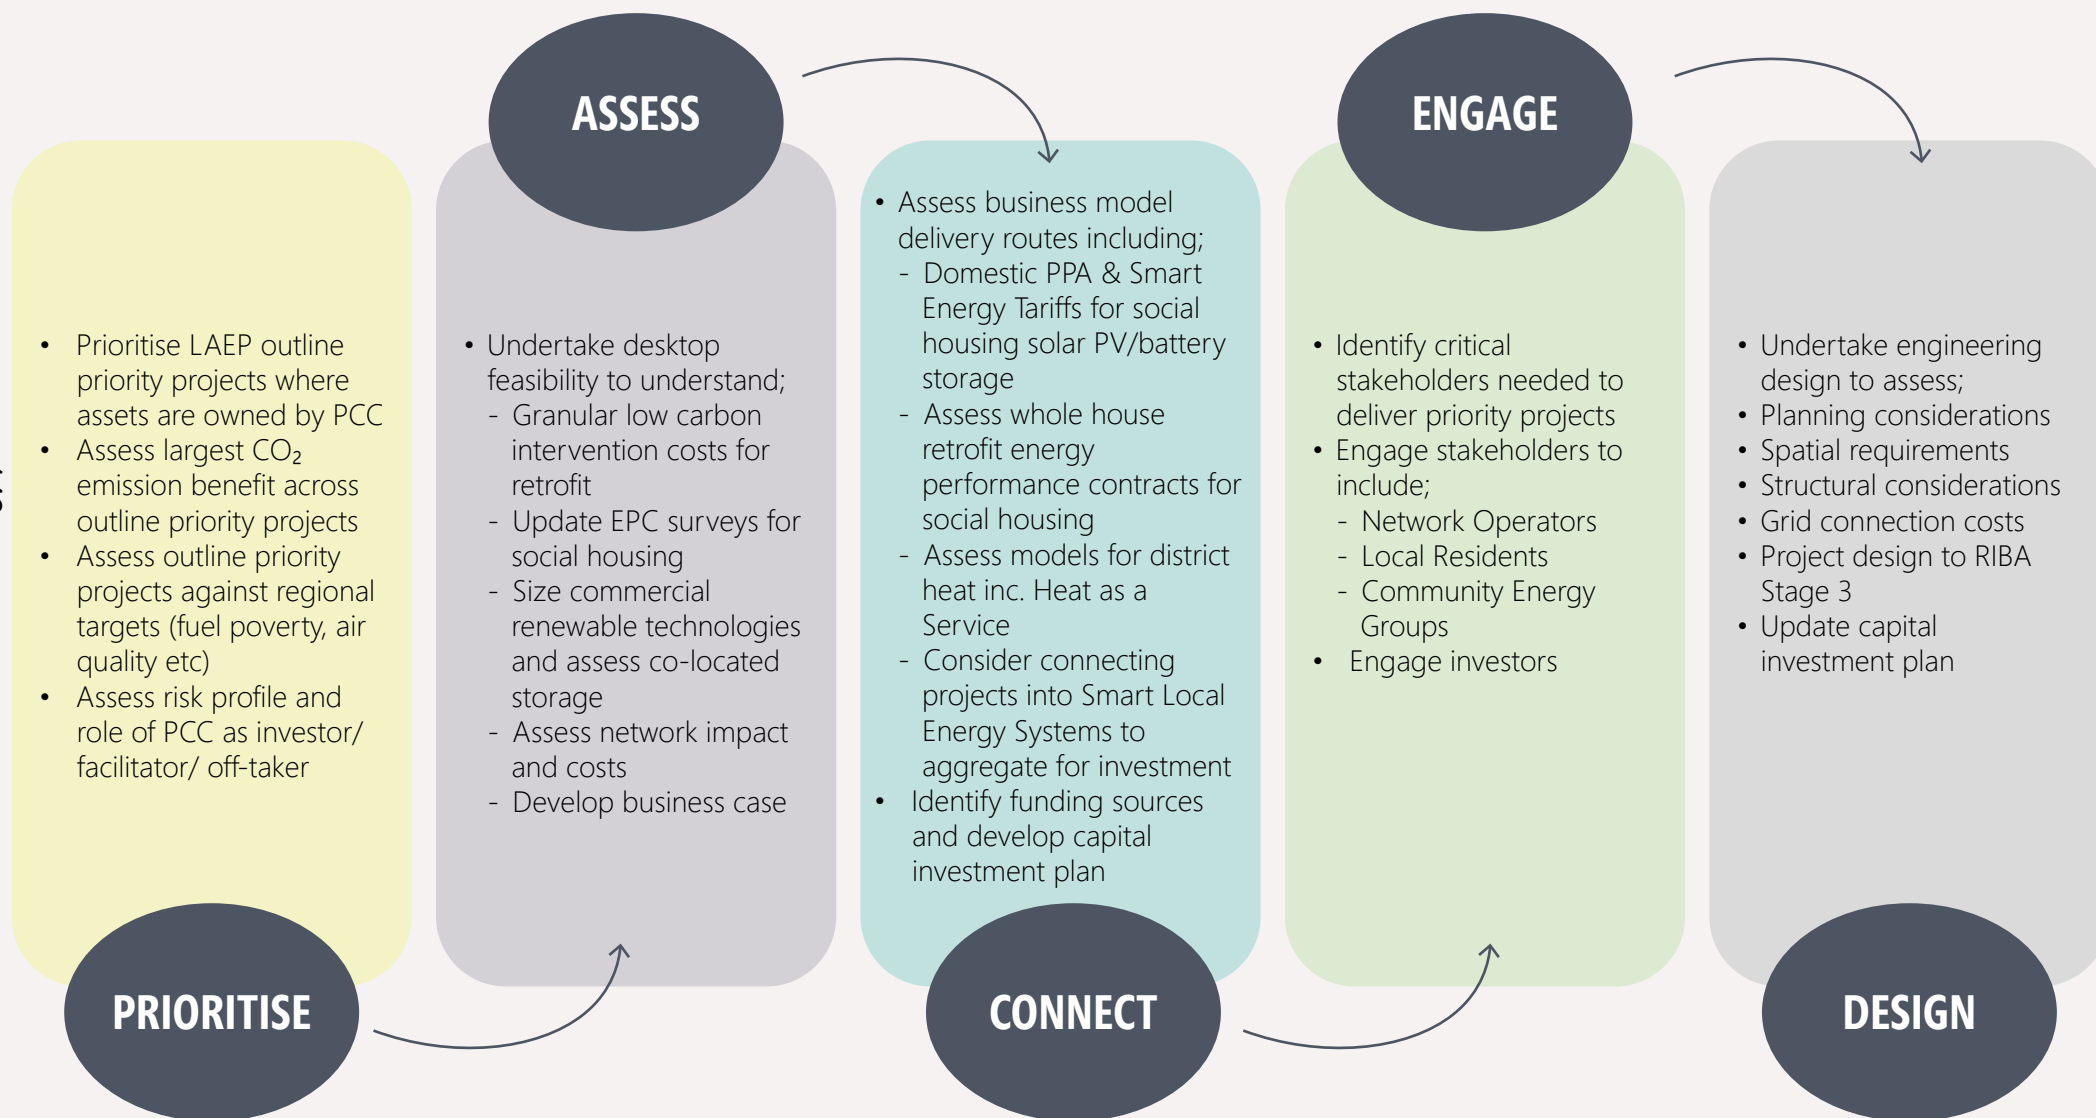 PRIORITISE
• Prioritise LAEP outline
priority projects where
assets are owned by PCC
• Assess largest CO₂
emission benefit across
outline priority projects
• Assess outline priority
projects against regional
targets (fuel poverty, air
quality etc)
• Assess risk profile and
role of PCC as investor/
facilitator/ off-taker
ASSESS
• Undertake desktop
feasibility to understand;
- Granular low carbon
intervention costs for
retrofit
- Update EPC surveys for
social housing
- Size commercial
renewable technologies
and assess co-located
storage
- Assess network impact
and costs
- Develop business case
CONNECT
• Assess business model
delivery routes including;
- Domestic PPA & Smart
Energy Tariffs for social
housing solar PV/battery
storage
- Assess whole house
retrofit energy
performance contracts for
social housing
- Assess models for district
heat inc. Heat as a
Service
- Consider connecting
projects into Smart Local
Energy Systems to
aggregate for investment
• Identify funding sources
and develop capital
investment plan
ENGAGE
• Identify critical
stakeholders needed to
deliver priority projects
• Engage stakeholders to
include;
- Network Operators
- Local Residents
- Community Energy
Groups
• Engage investors
DESIGN
• Undertake engineering
design to assess;
• Planning considerations
• Spatial requirements
• Structural considerations
• Grid connection costs
• Project design to RIBA
Stage 3
• Update capital
investment plan